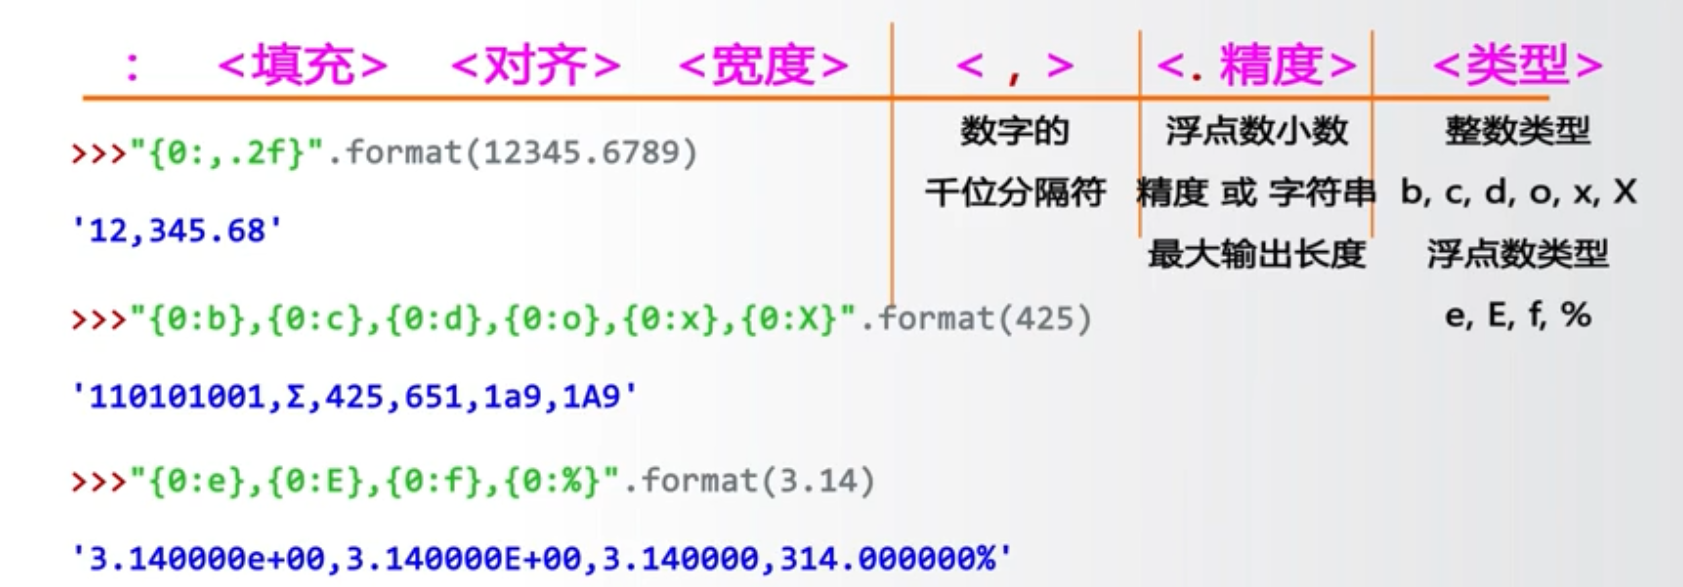 : <填充> <对齐> <宽度> < , > <. 精度> <类型>
>>>"{0:,.2f}".format(12345.6789)
'12,345.68'
>>>"{0:b},{0:c},{0:d},{0:o},{0:x},{0:X}".format(425)
'110101001,Σ,425,651,1a9,1A9'
>>>"{0:e},{0:E},{0:f},{0:%}".format(3.14)
'3.140000e+00,3.140000E+00,3.140000,314.000000%'
数字的
千位分隔符
浮点数小数
精度 或 字符串
最大输出长度
整数类型
b, c, d, o, x, X
浮点数类型
e, E, f, %